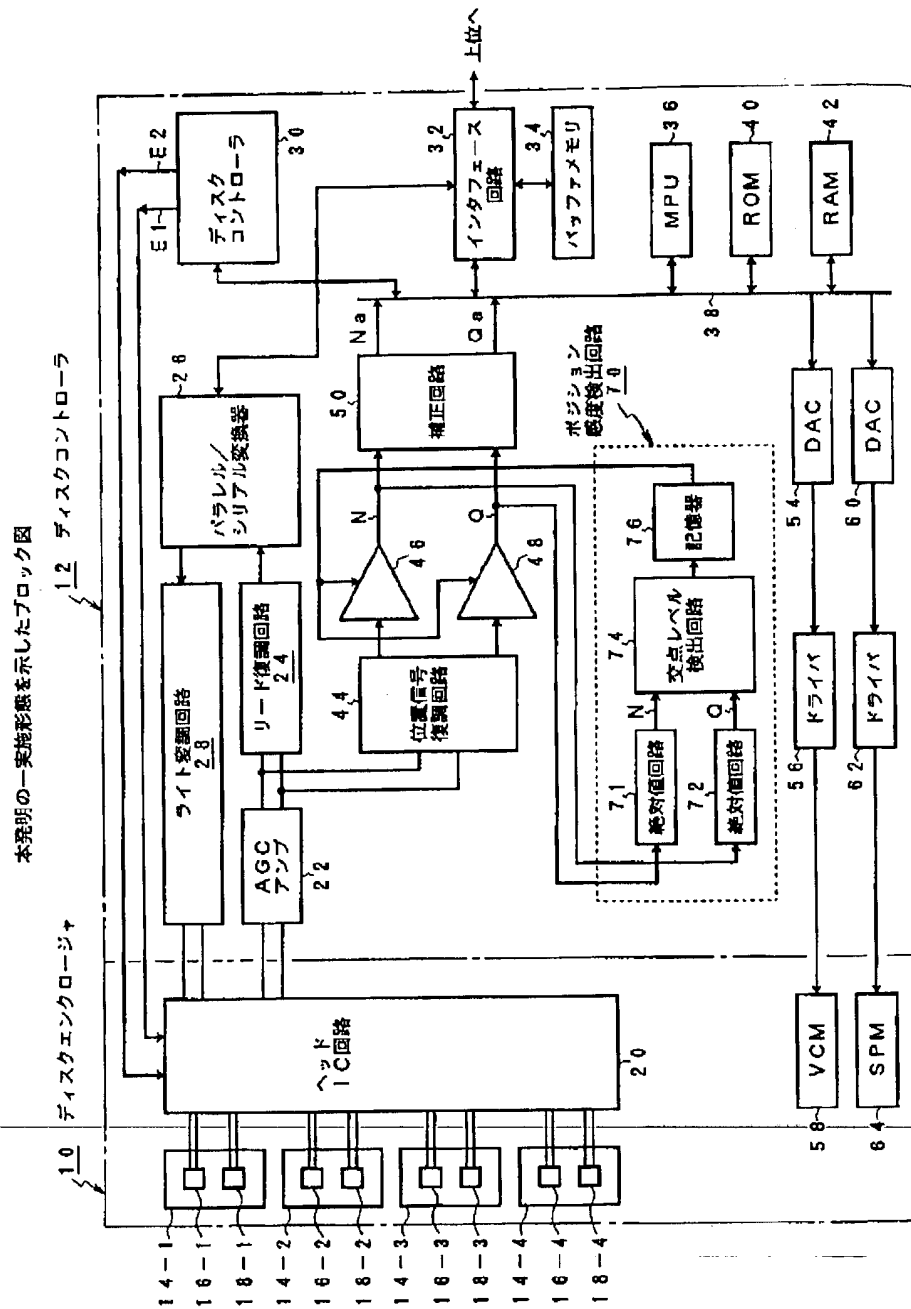 本発明の一実施形態を示したブロック図
10 ディスクエンクロージャ
12 ディスクコントローラ
14-1
16-1
18-1
14-2
16-2
18-2
14-3
16-3
18-3
14-4
16-4
18-4
ヘッド
IC回路
20
ライト変調回路
28
AGC
アンプ
22
リード復調回路
24
パラレル/
シリアル変換器
26
E1
E2
ディスク
コントローラ
30
インタフェース
回路
32
上位へ
バッファメモリ
34
MPU
36
ROM
40
RAM
42
38
位置信号
復調回路
44
46
48
N
Q
補正回路
50
Na
Qa
ポジション
感度検出回路
70
絶対値回路
71
絶対値回路
72
N
Q
交点レベル
検出回路
74
記憶器
76
VCM
58
ドライバ
56
DAC
54
SPM
64
ドライバ
62
DAC
60